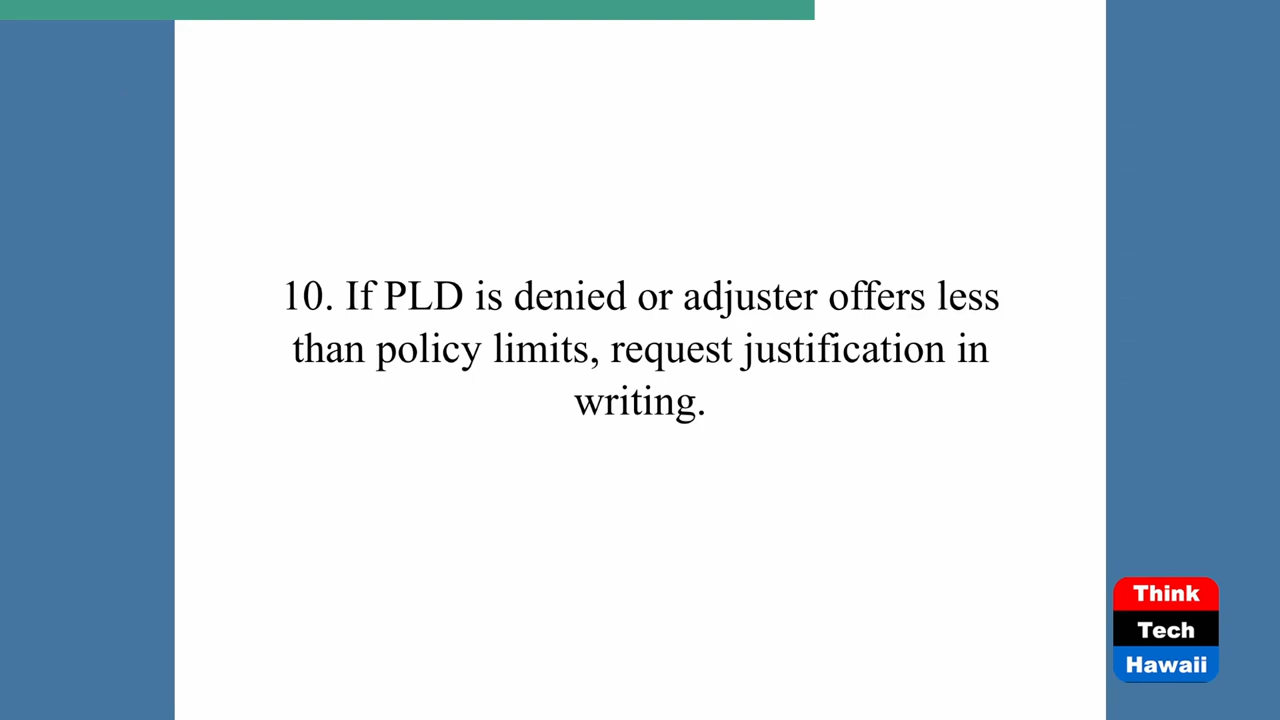 10. If PLD is denied or adjuster offers less
than policy limits, request justification in
writing.
Think
Tech
Hawaii